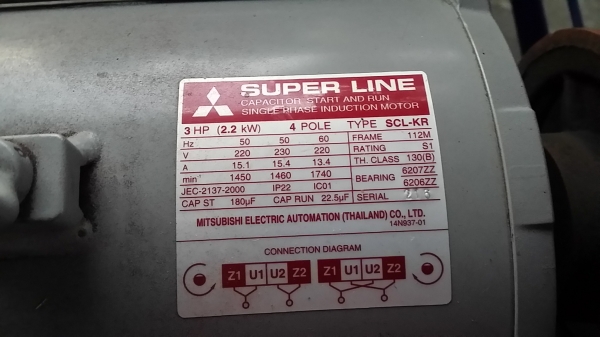 SUPER LINE
CAPACITOR START AND RUN
SINGLE PHASE INDUCTION MOTOR
3 HP (2.2 kW) 4 POLE TYPE SCL-KR
Hz 50 50 60 FRAME 112M
V 220 230 220 RATING S1
A 15.1 15.4 13.4 TH. CLASS 130(B)
min⁻ 1450 1460 1740 BEARING 6207ZZ
JEC-2137-2000 IP22 IC01 6206ZZ
CAP ST 180µF CAP RUN 22.5µF SERIAL
MITSUBISHI ELECTRIC AUTOMATION (THAILAND) CO., LTD.
14N937-01
CONNECTION DIAGRAM
Z1 U1 U2 Z2 Z1 U1 U2 Z2